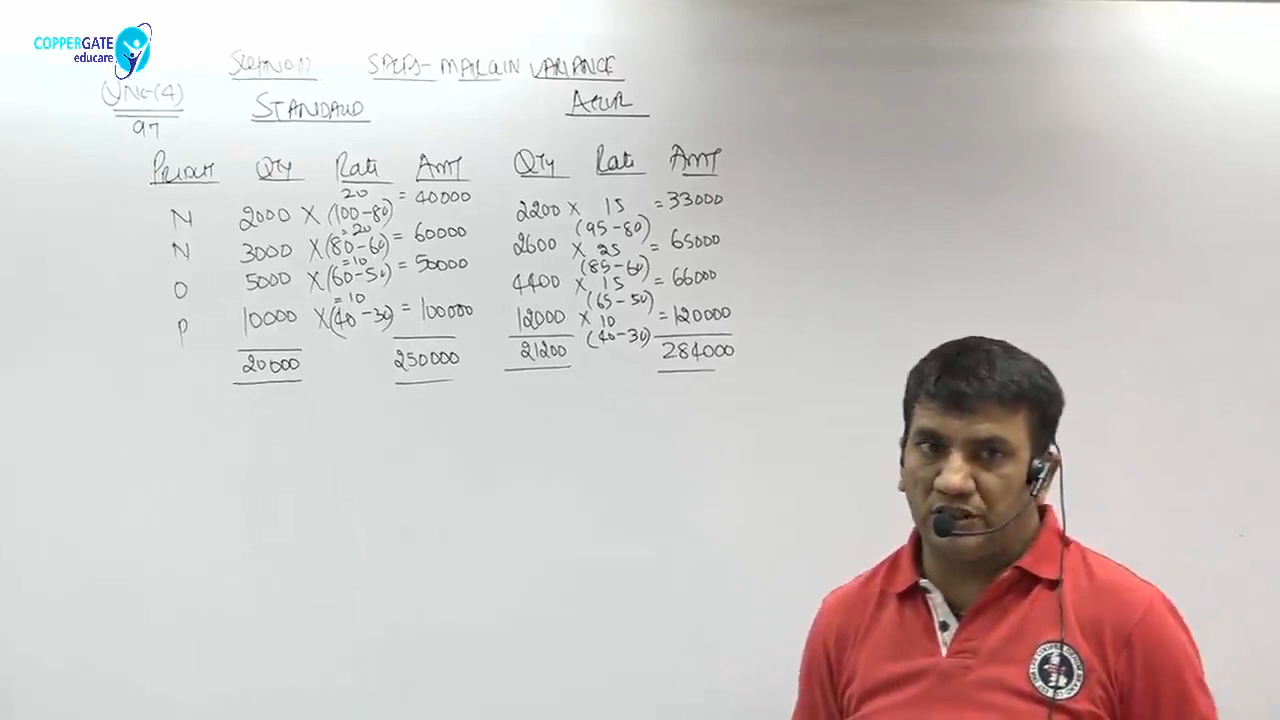 COPPERGATE
educare
SALES-MARGIN VARIANCE
97
STANDARD
ACTUAL
PRODUCT QTY Rate AMT QTY Rate AMT
20
N 2000 X (100-80) = 40000 2200 X 15 = 33000
= 20 (95-80)
N 3000 X (80-60) = 60000 2600 X 25 = 65000
= 10 (85-60)
O 5000 X (60-50) = 50000 4400 X 15 = 66000
= 10 (65-50)
P 10000 X (40-30) = 100000 12000 X 10 = 120000
(40-30)
20000 250000 21200 284000